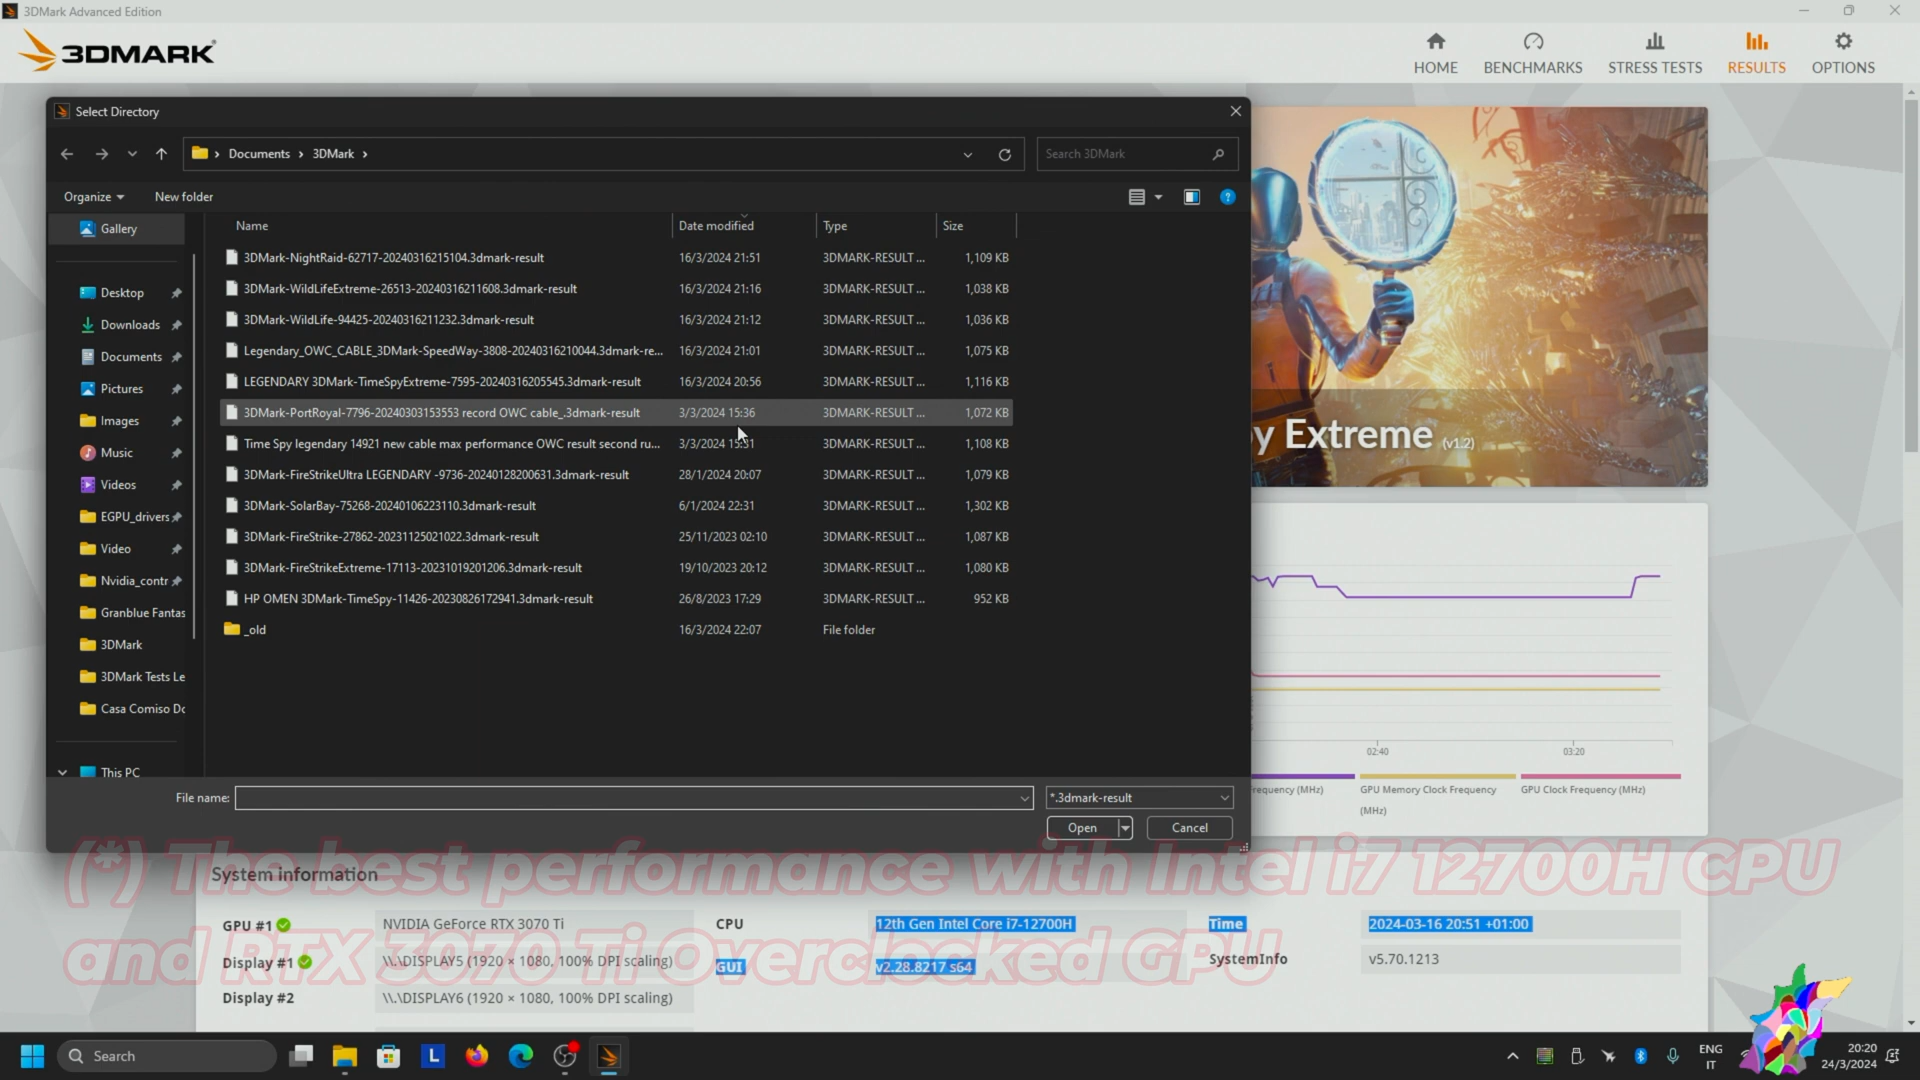 3DMark Advanced Edition
3DMARK
HOME
BENCHMARKS
STRESS TESTS
RESULTS
OPTIONS
Select Directory
Documents > 3DMark >
Search 3DMark
Organize
New folder
Name
Date modified
Type
Size
3DMark-NightRaid-62717-20240316215104.3dmark-result 16/3/2024 21:51 3DMARK-RESULT ... 1,109 KB
3DMark-WildLifeExtreme-26513-20240316211608.3dmark-result 16/3/2024 21:16 3DMARK-RESULT ... 1,038 KB
3DMark-WildLife-94425-20240316211232.3dmark-result 16/3/2024 21:12 3DMARK-RESULT ... 1,036 KB
Legendary_OWC_CABLE_3DMark-SpeedWay-3808-20240316210044.3dmark-re... 16/3/2024 21:01 3DMARK-RESULT ... 1,075 KB
LEGENDARY 3DMark-TimeSpyExtreme-7595-20240316205545.3dmark-result 16/3/2024 20:56 3DMARK-RESULT ... 1,116 KB
3DMark-PortRoyal-7796-20240303153553 record OWC cable_.3dmark-result 3/3/2024 15:36 3DMARK-RESULT ... 1,072 KB
Time Spy legendary 14921 new cable max performance OWC result second ru... 3/3/2024 15:31 3DMARK-RESULT ... 1,108 KB
3DMark-FireStrikeUltra LEGENDARY -9736-20240128200631.3dmark-result 28/1/2024 20:07 3DMARK-RESULT ... 1,079 KB
3DMark-SolarBay-75268-20240106223110.3dmark-result 6/1/2024 22:31 3DMARK-RESULT ... 1,302 KB
3DMark-FireStrike-27862-20231125021022.3dmark-result 25/11/2023 02:10 3DMARK-RESULT ... 1,087 KB
3DMark-FireStrikeExtreme-17113-20231019201206.3dmark-result 19/10/2023 20:12 3DMARK-RESULT ... 1,080 KB
HP OMEN 3DMark-TimeSpy-11426-20230826172941.3dmark-result 26/8/2023 17:29 3DMARK-RESULT ... 952 KB
_old 16/3/2024 22:07 File folder
Gallery
Desktop
Downloads
Documents
Pictures
Images
Music
Videos
EGPU_drivers
Video
Nvidia_contr
Granblue Fantas
3DMark
3DMark Tests Le
Casa Comiso Do
This PC
File name:
*.3dmark-result
Open
Cancel
y Extreme (v1.2)
02:40
03:20
requency (MHz)
GPU Memory Clock Frequency
(MHz)
GPU Clock Frequency (MHz)
(*) The best performance with Intel i7 12700H CPU
and RTX 3070 Ti Overclocked GPU
System information
GPU #1 NVIDIA GeForce RTX 3070 Ti
CPU 12th Gen Intel Core i7-12700H
Time 2024-03-16 20:51 +01:00
Display #1 \\.\DISPLAY5 (1920 × 1080, 100% DPI scaling)
GUI v2.28.8217 s64
SystemInfo v5.70.1213
Display #2 \\.\DISPLAY6 (1920 × 1080, 100% DPI scaling)
Search
L
ENG
IT
20:20
24/3/2024